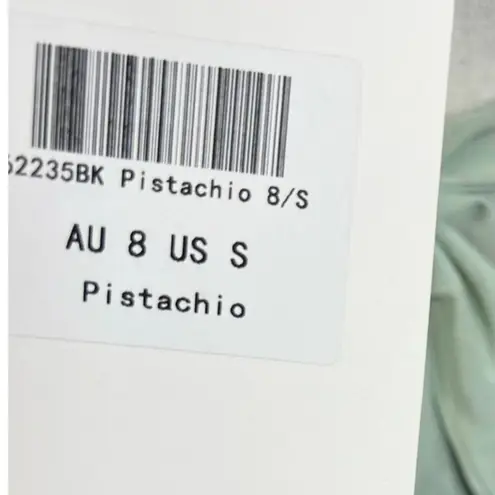 62235BK Pistachio 8/S
AU 8 US S
Pistachio